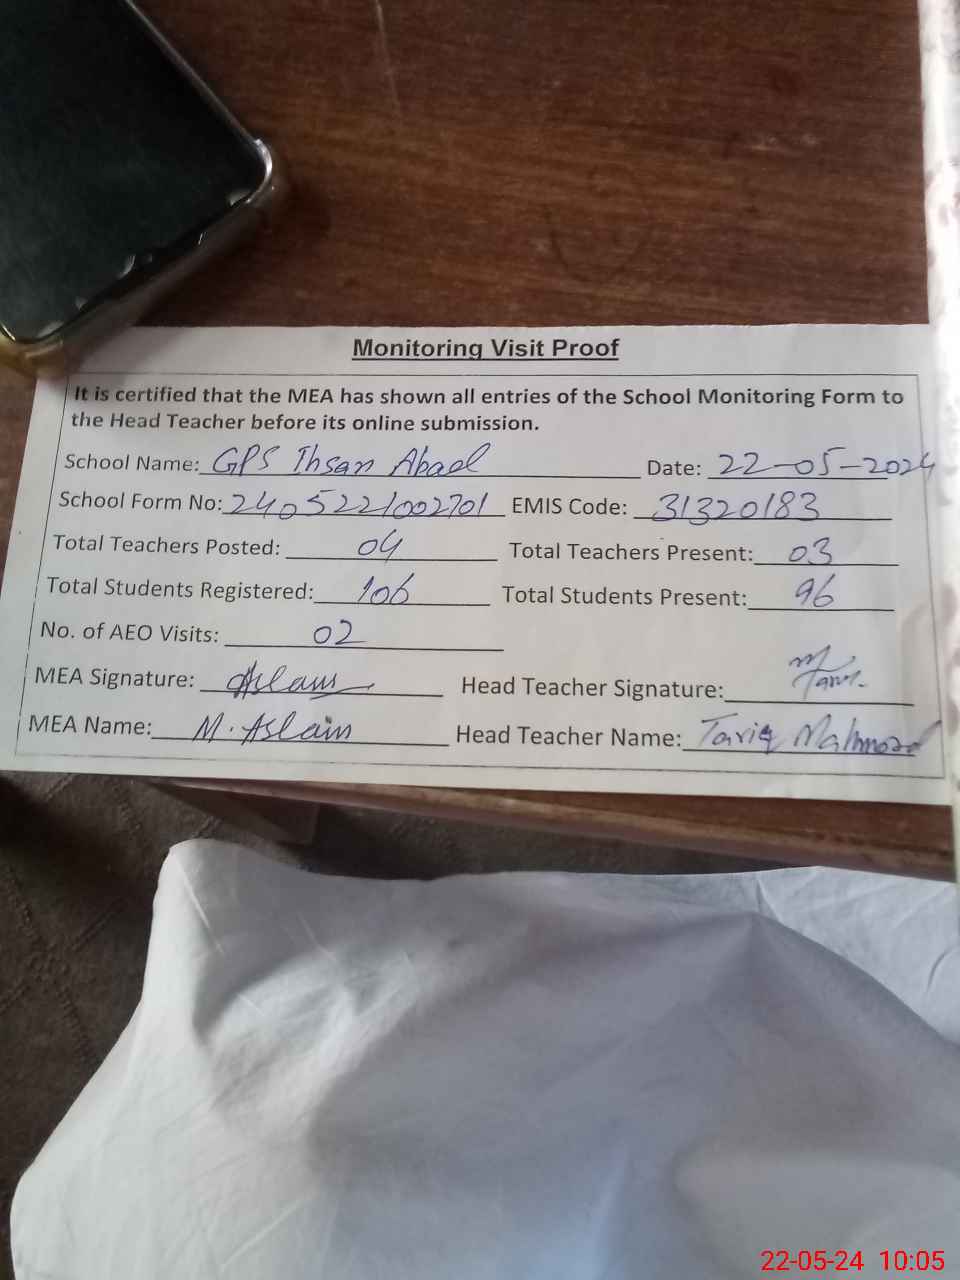 Monitoring Visit Proof
It is certified that the MEA has shown all entries of the School Monitoring Form to
the Head Teacher before its online submission.
School Name: GPS Ihsan Abad Date: 22-05-2024
School Form No: 2405221002701 EMIS Code: 31320183
Total Teachers Posted: 04 Total Teachers Present: 03
Total Students Registered: 106 Total Students Present: 96
No. of AEO Visits: 02
MEA Signature: Aslam Head Teacher Signature:
MEA Name: M. Aslam Head Teacher Name: Tariq Mahmood
22-05-24 10:05